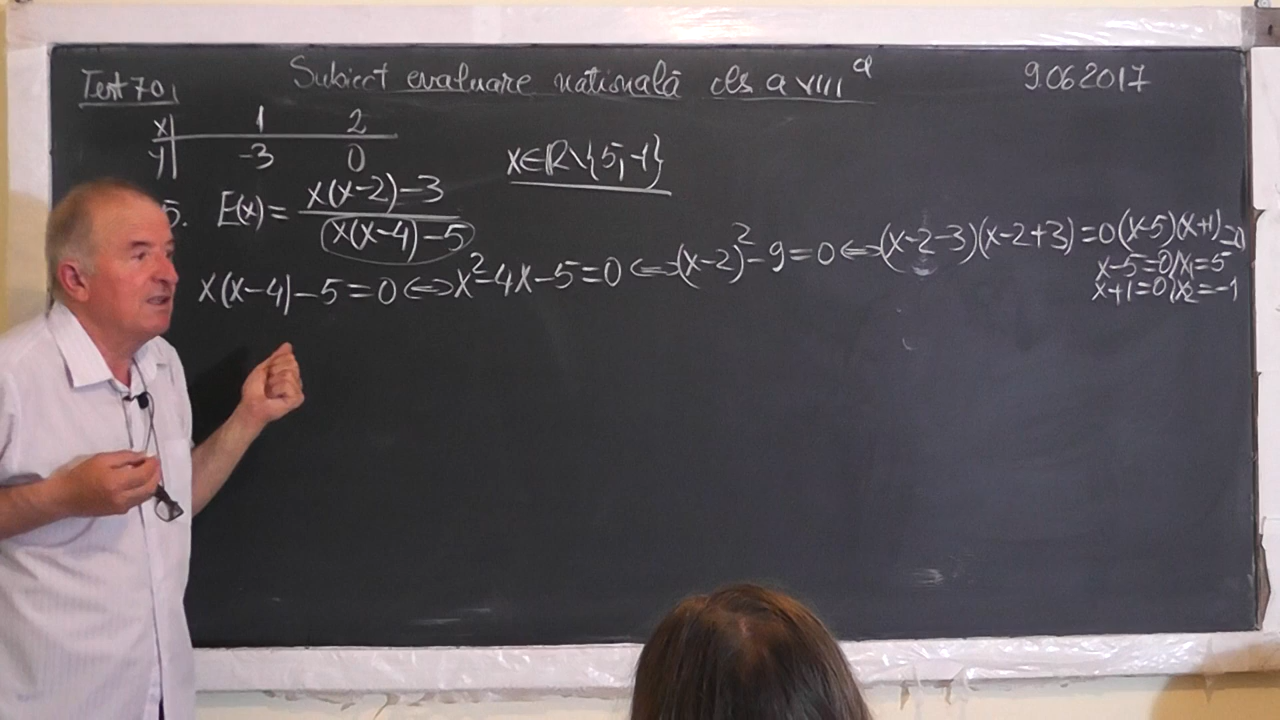 Test 70,
Subiect evaluare națională cls a VIII a
9.06.2017
x| 1 2
y| -3 0
x∈ℝ\{5,-1}
5. E(x) = (x(x-2)-3)/(x(x-4)-5)
x(x-4)-5=0 ⇔ x²-4x-5=0 ⇔ (x-2)²-9=0 ⇔ (x-2-3)(x-2+3)=0 (x-5)(x+1)=0
x-5=0/x₁=5
x+1=0/x₂=-1